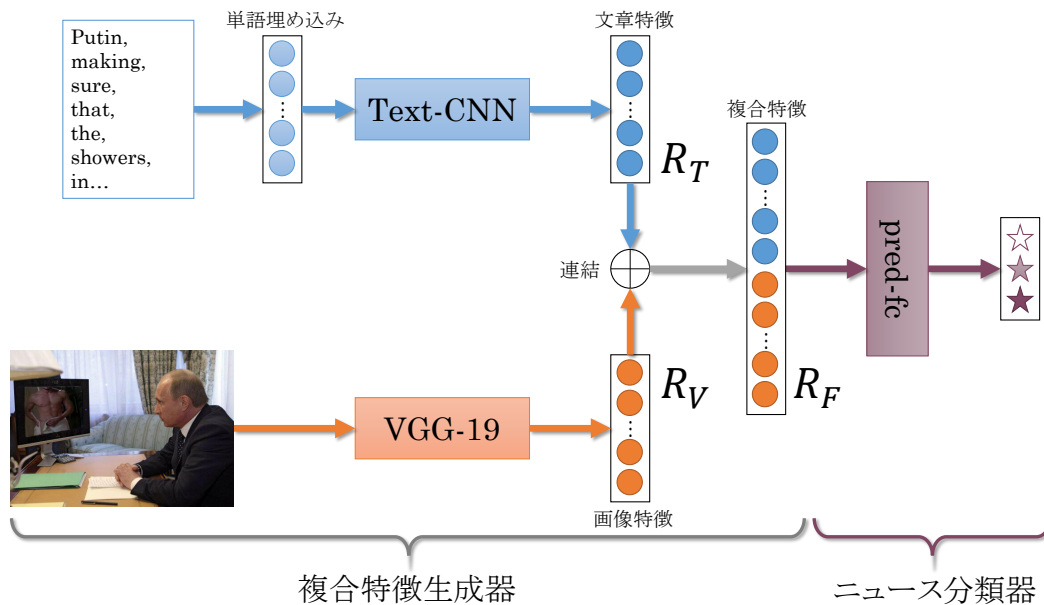 単語埋め込み
文章特徴
Putin,
making,
sure,
that,
the,
showers,
in…
Text-CNN
R_T
複合特徴
連結
pred-fc
R_V
R_F
VGG-19
画像特徴
複合特徴生成器
ニュース分類器